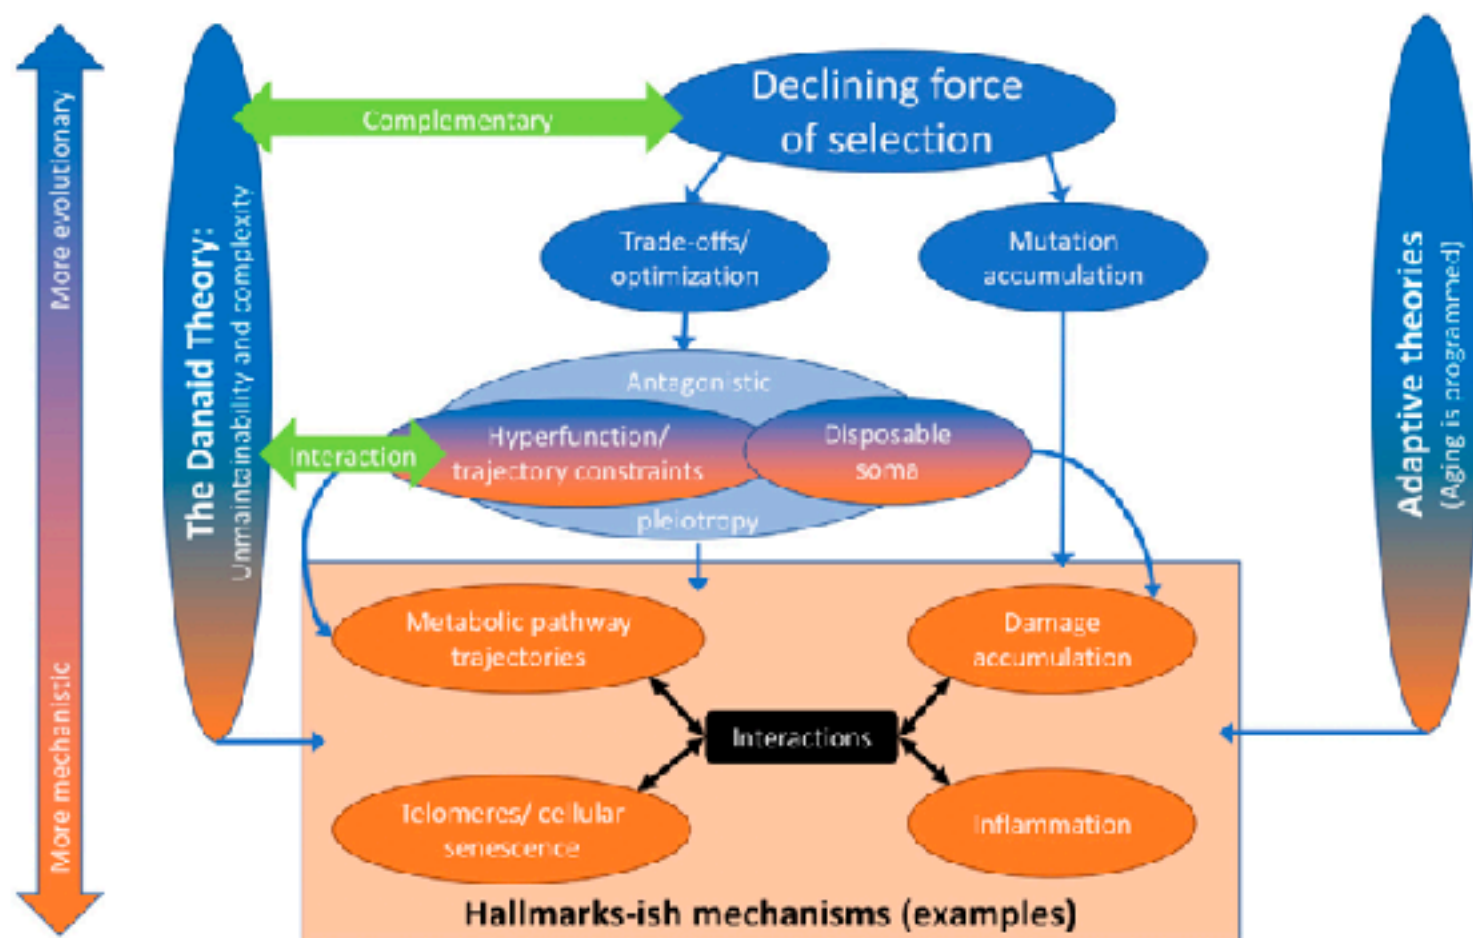 More evolutionary
More mechanistic
The Danaid Theory:
Unmaintainability and complexity
Complementary
Declining force
of selection
Trade-offs/
optimization
Mutation
accumulation
Antagonistic
Interaction
Hyperfunction/
trajectory constraints
Disposable
soma
pleiotropy
Metabolic pathway
trajectories
Damage
accumulation
Interactions
Telomeres/ cellular
senescence
Inflammation
Hallmarks-ish mechanisms (examples)
Adaptive theories
(Aging is programmed)